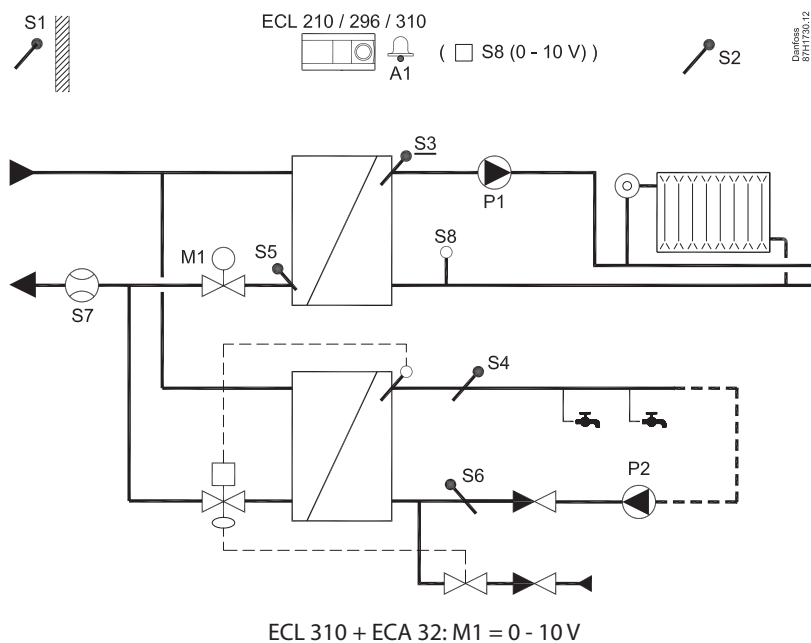 S1
ECL 210 / 296 / 310
A1
( S8 (0 - 10 V) )
S2
Danfoss
87H1730.12
S3
P1
M1
S5
S8
S7
S4
S6
P2
ECL 310 + ECA 32: M1 = 0 - 10 V